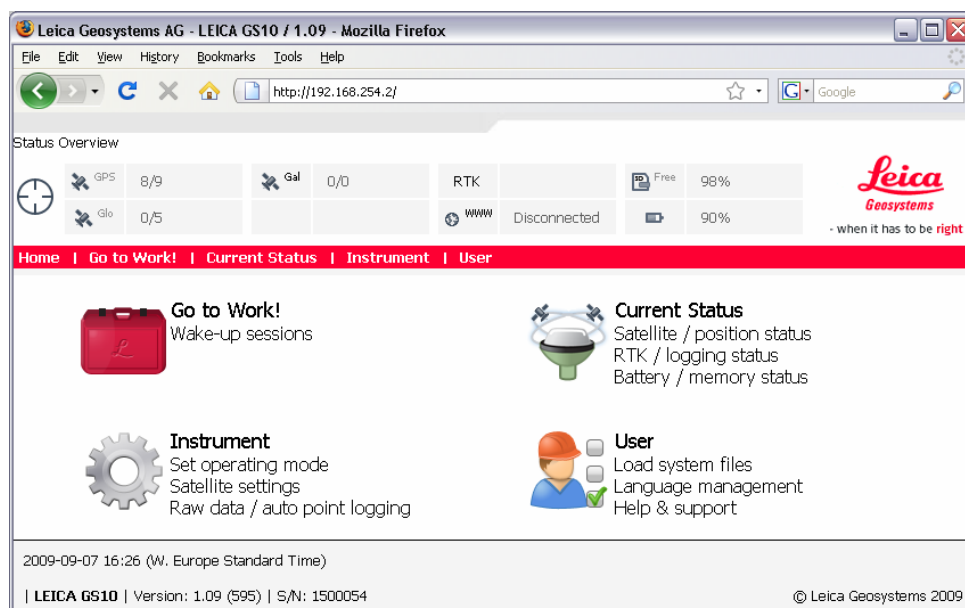 Leica Geosystems AG - LEICA GS10 / 1.09 - Mozilla Firefox
File Edit View History Bookmarks Tools Help
http://192.168.254.2/
G Google
Status Overview
GPS 8/9 Gal 0/0 RTK SD Free 98%
Glo 0/5 WWW Disconnected 90%
Leica
Geosystems
- when it has to be right
Home | Go to Work! | Current Status | Instrument | User
Go to Work!
Wake-up sessions
Current Status
Satellite / position status
RTK / logging status
Battery / memory status
Instrument
Set operating mode
Satellite settings
Raw data / auto point logging
User
Load system files
Language management
Help & support
2009-09-07 16:26 (W. Europe Standard Time)
| LEICA GS10 | Version: 1.09 (595) | S/N: 1500054
© Leica Geosystems 2009